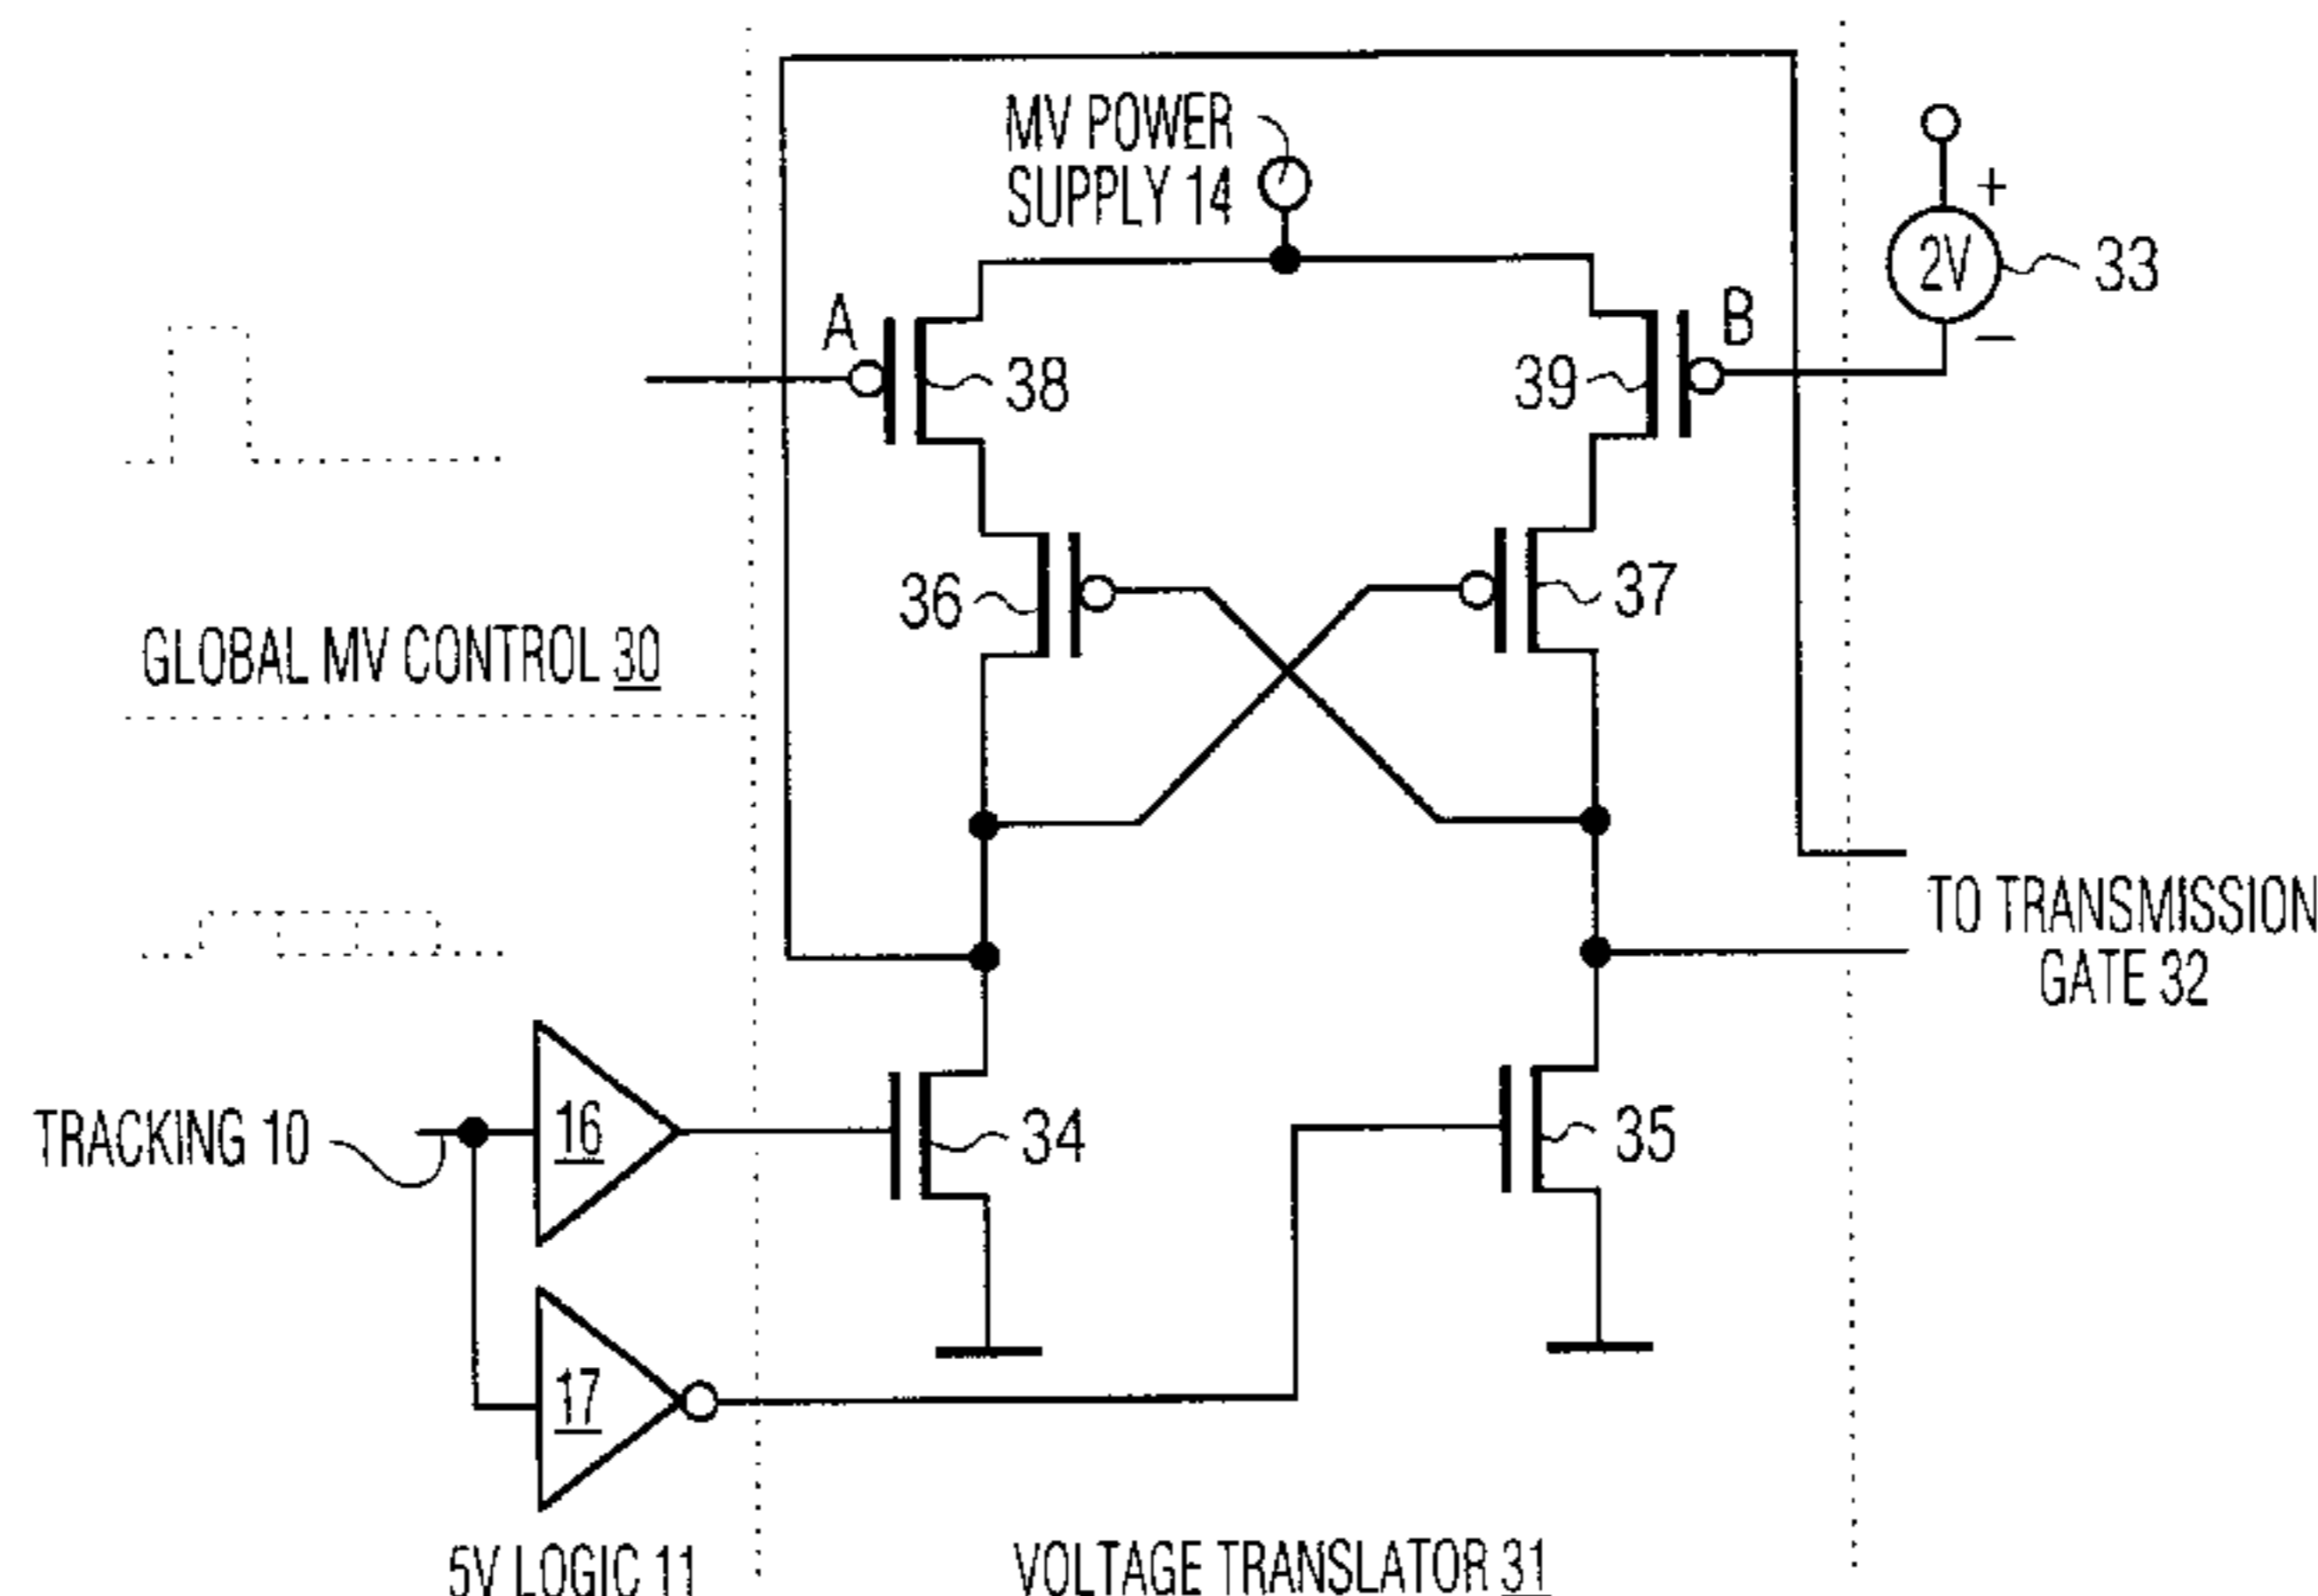 MV POWER
SUPPLY 14
+
2V
33
−
A
B
38
39
36
37
GLOBAL MV CONTROL 30
TO TRANSMISSION
GATE 32
TRACKING 10
16
34
35
17
5V LOGIC 11
VOLTAGE TRANSLATOR 31